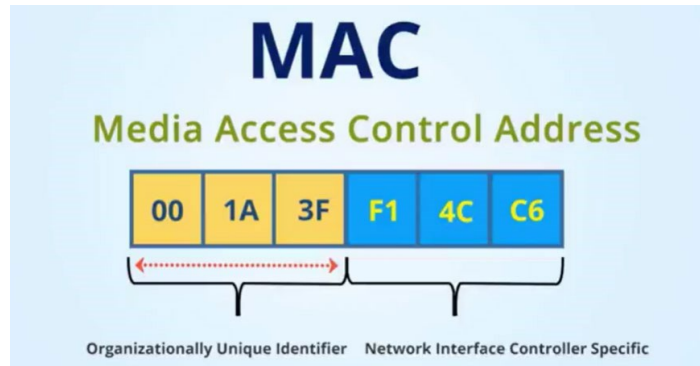 MAC
Media Access Control Address
00 1A 3F F1 4C C6
Organizationally Unique Identifier Network Interface Controller Specific